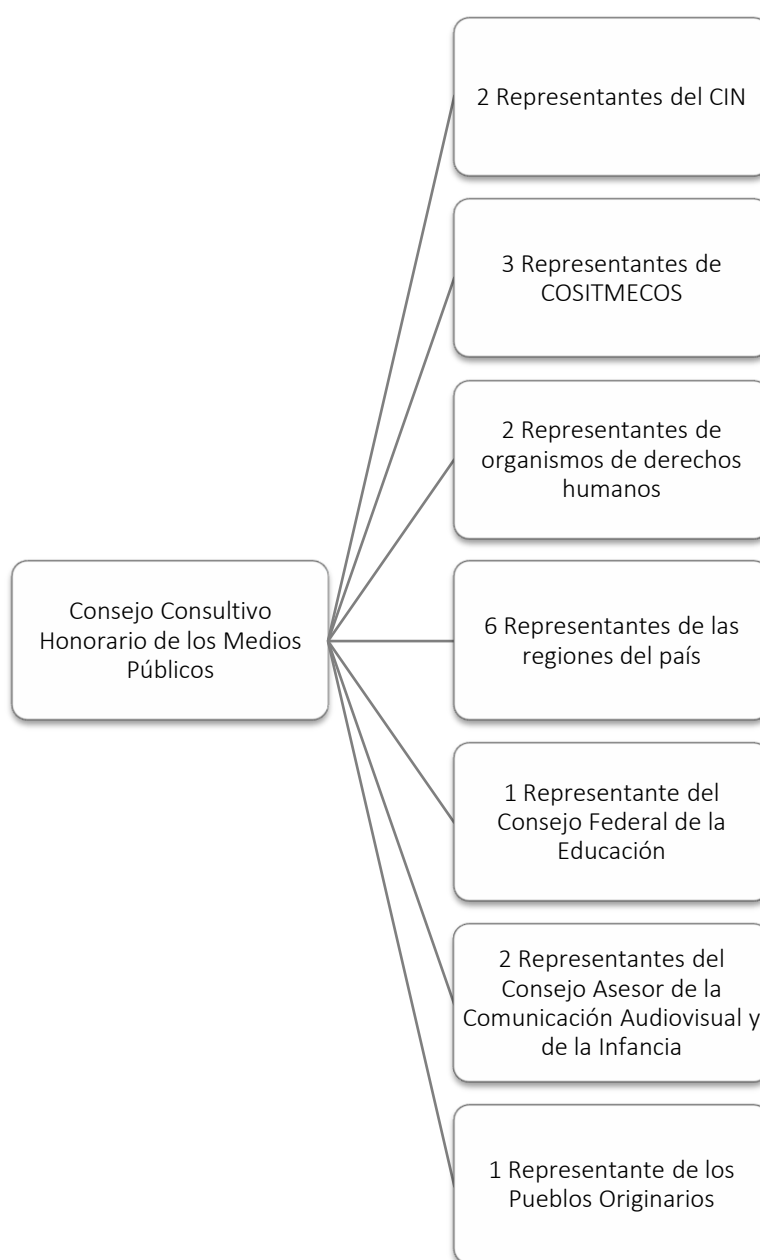 2 Representantes del CIN
3 Representantes de
COSITMECOS
2 Representantes de
organismos de derechos
humanos
Consejo Consultivo
Honorario de los Medios
Públicos
6 Representantes de las
regiones del país
1 Representante del
Consejo Federal de la
Educación
2 Representantes del
Consejo Asesor de la
Comunicación Audiovisual y
de la Infancia
1 Representante de los
Pueblos Originarios